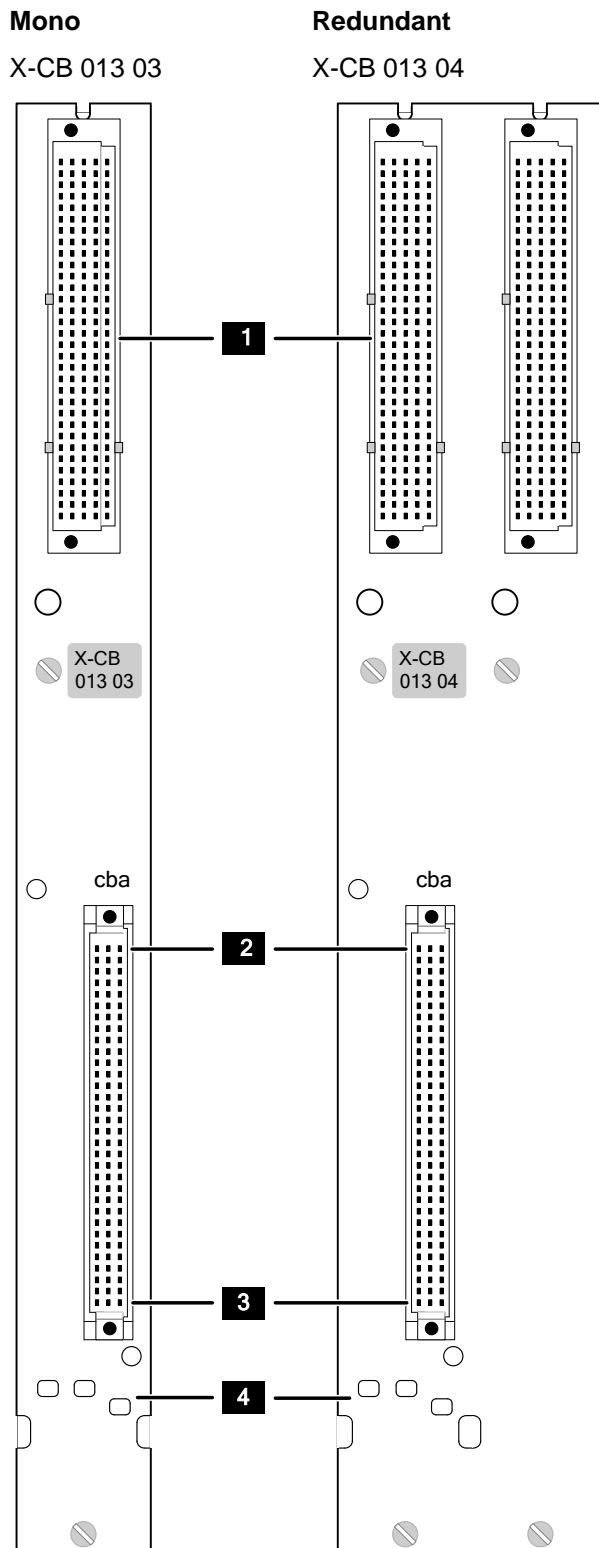 Mono
Redundant
X-CB 013 03
X-CB 013 04
1
X-CB
013 03
X-CB
013 04
cba
cba
2
3
4